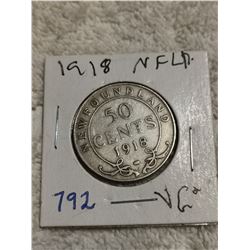 1918 NFLD.
NEWFOUNDLAND
50
CENTS
1918
C
792 — VG+